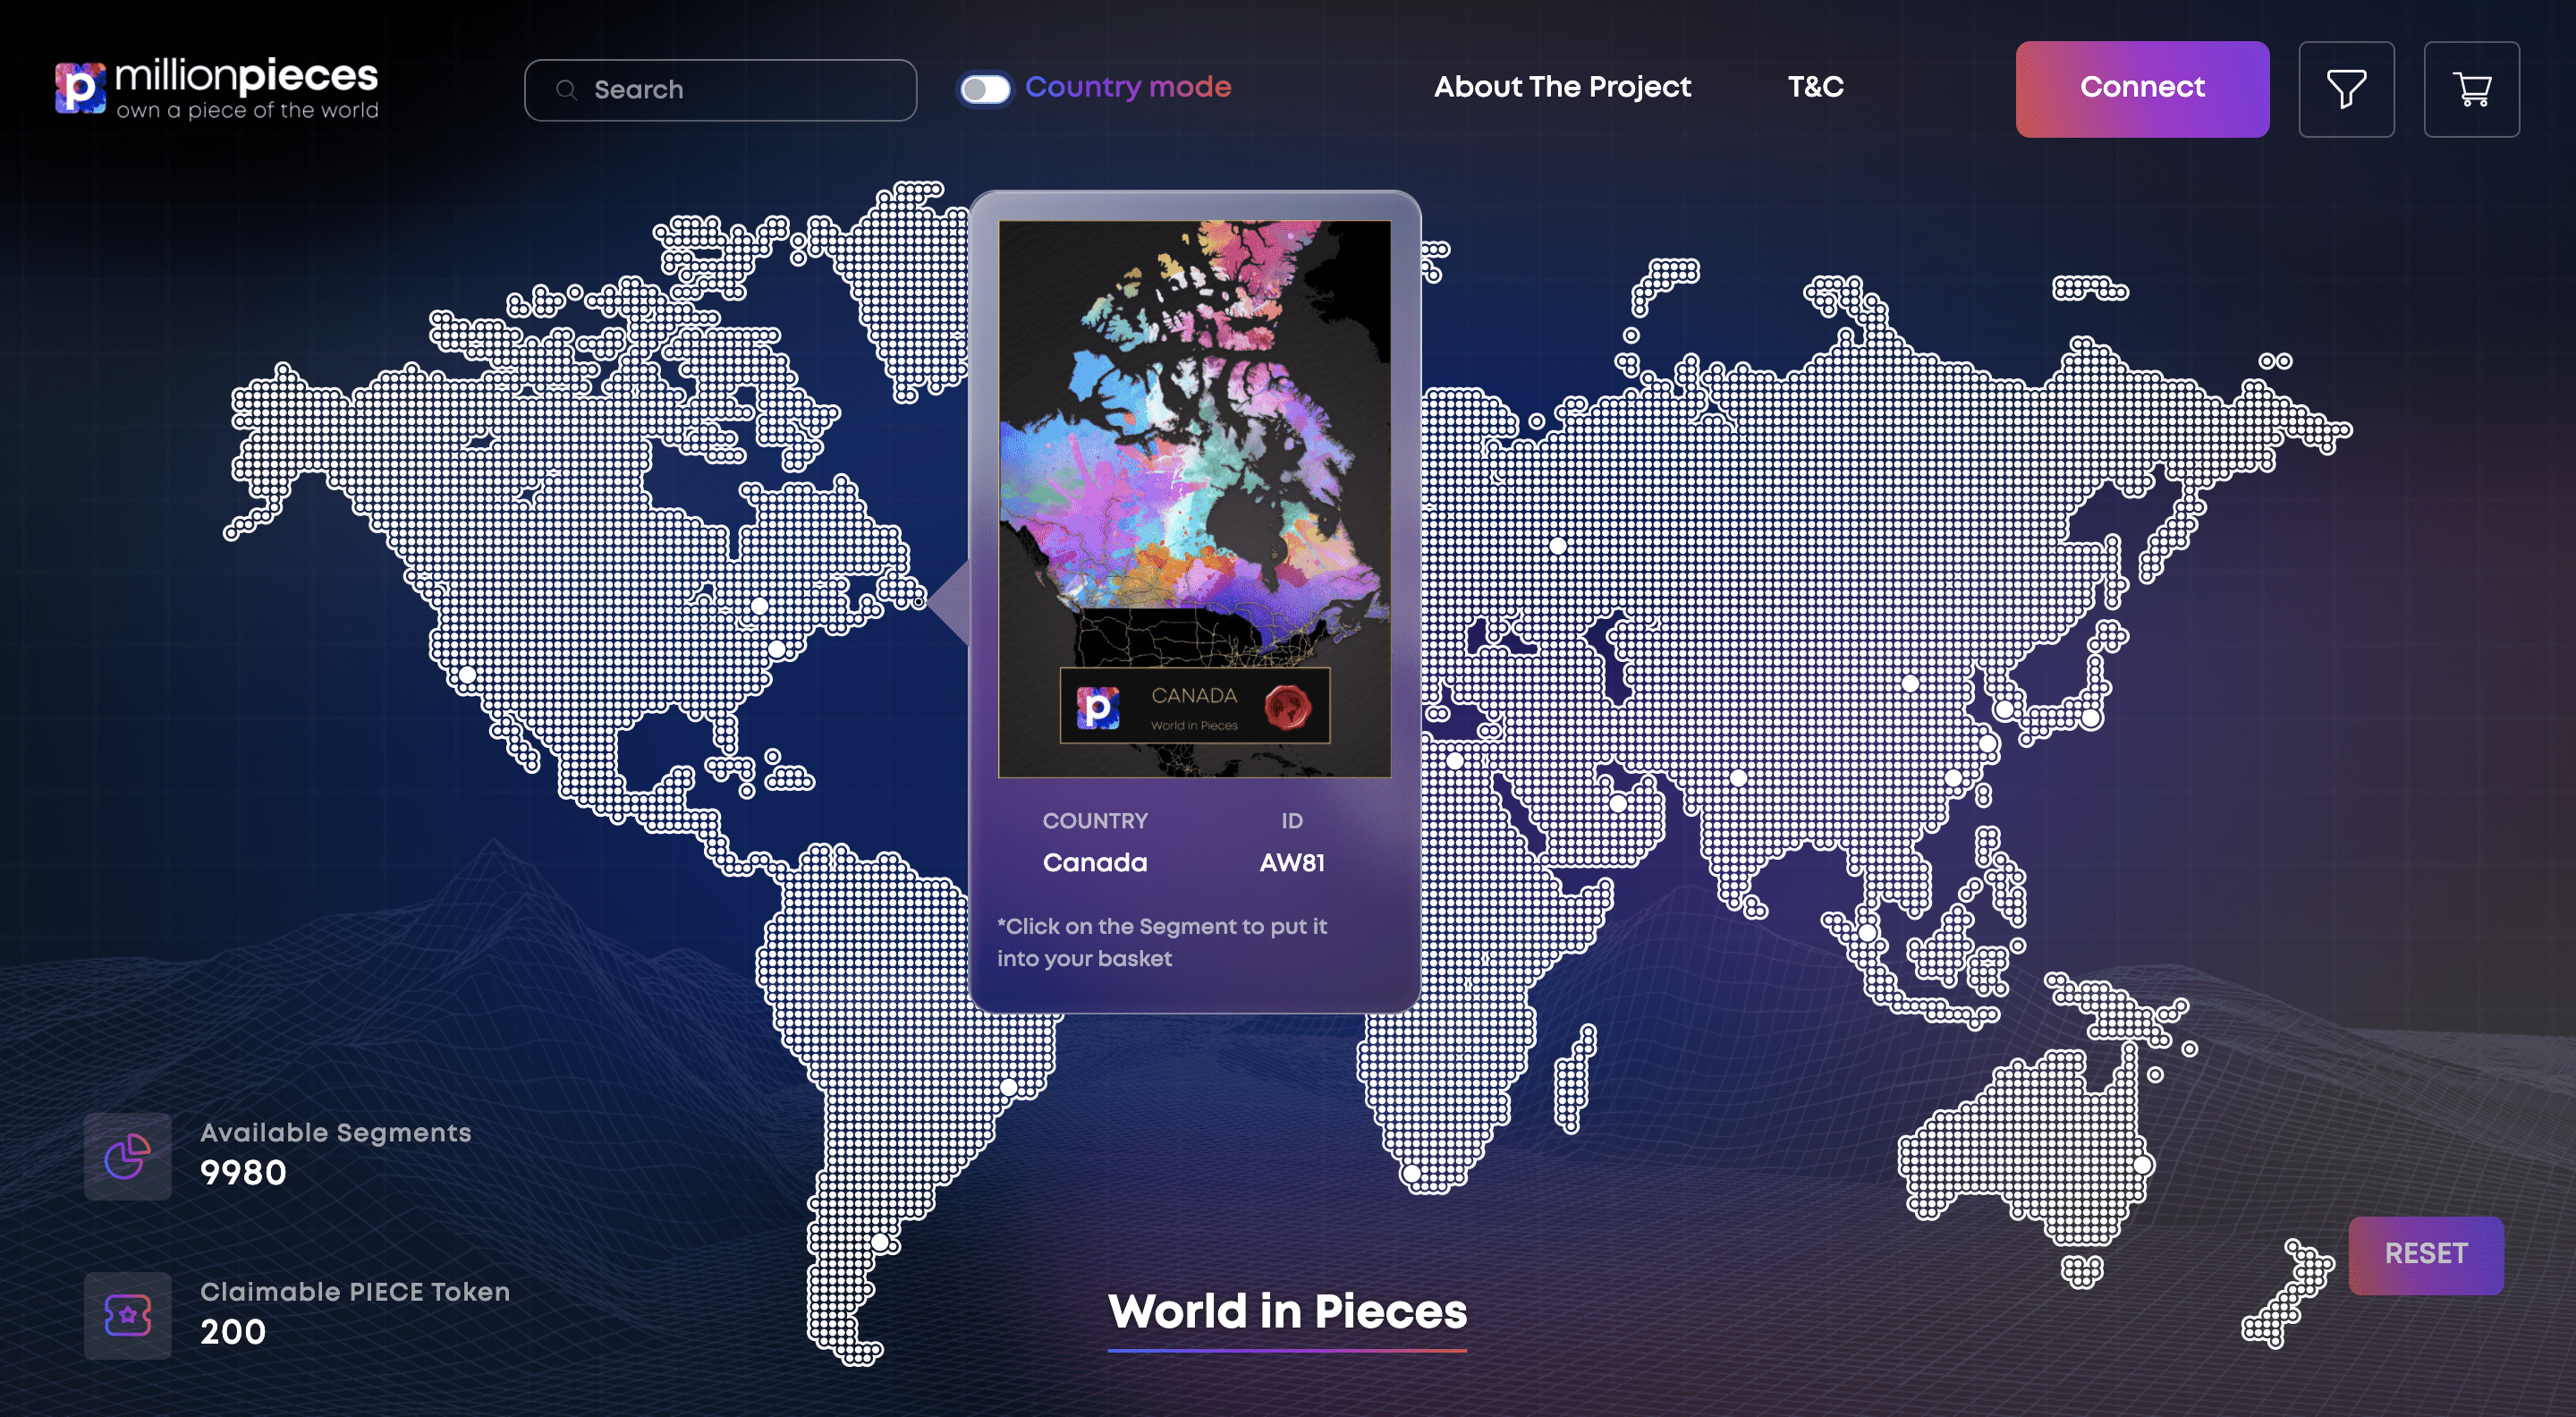 p millionpieces
own a piece of the world
Search
Country mode
About The Project
T&C
Connect
p
CANADA
World in Pieces
COUNTRY
ID
Canada
AW81
*Click on the Segment to put it
into your basket
Available Segments
9980
Claimable PIECE Token
200
World in Pieces
RESET